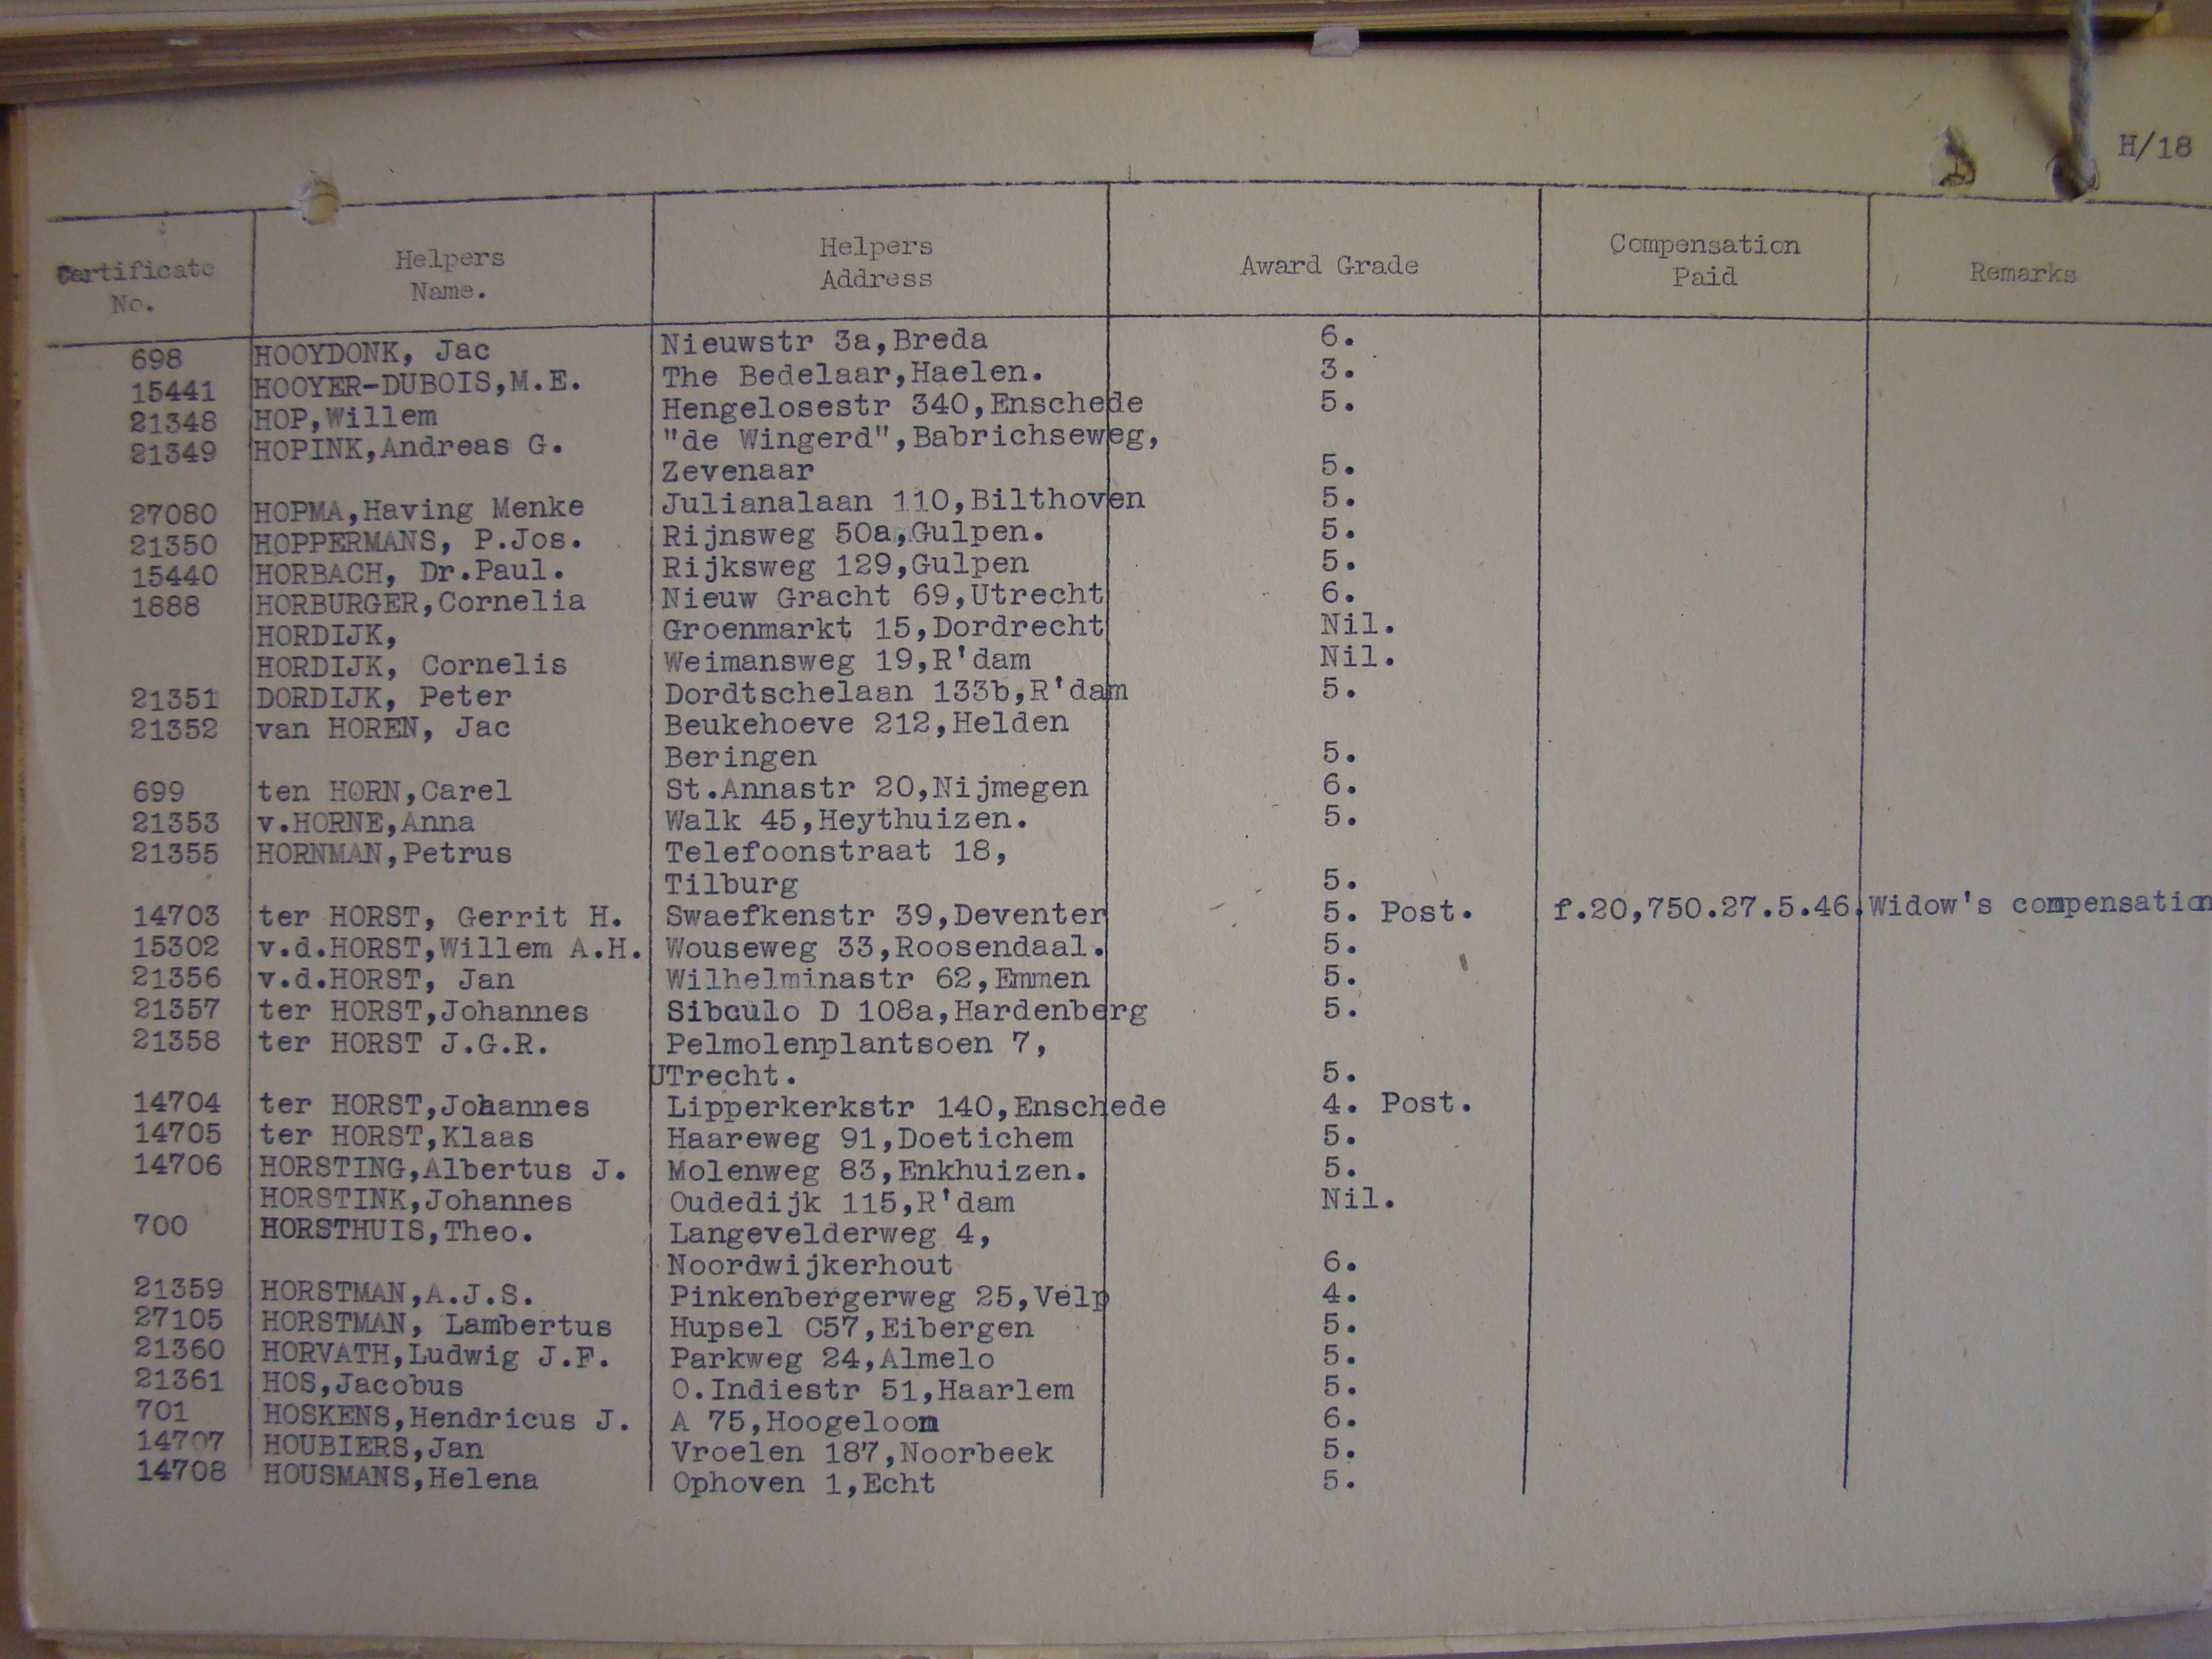 H/18
Certificate No. Helpers Name. Helpers Address Award Grade Compensation Paid Remarks
698 HOOYDONK, Jac Nieuwstr 3a,Breda 6.
15441 HOOYER-DUBOIS,M.E. The Bedelaar,Haelen. 3.
21348 HOP,Willem Hengelosestr 340,Enschede 5.
21349 HOPINK,Andreas G. "de Wingerd",Babrichseweg,
Zevenaar 5.
27080 HOPMA,Having Menke Julianalaan 110,Bilthoven 5.
21350 HOPPERMANS, P.Jos. Rijnsweg 50a,Gulpen. 5.
15440 HORBACH, Dr.Paul. Rijksweg 129,Gulpen 5.
1888 HORBURGER,Cornelia Nieuw Gracht 69,Utrecht 6.
HORDIJK, Groenmarkt 15,Dordrecht Nil.
HORDIJK, Cornelis Weimansweg 19,R'dam Nil.
21351 DORDIJK, Peter Dordtschelaan 133b,R'dam 5.
21352 van HOREN, Jac Beukehoeve 212,Helden
Beringen 5.
699 ten HORN,Carel St.Annastr 20,Nijmegen 6.
21353 v.HORNE,Anna Walk 45,Heythuizen. 5.
21355 HORNMAN,Petrus Telefoonstraat 18,
Tilburg 5.
14703 ter HORST, Gerrit H. Swaefkenstr 39,Deventer 5. Post. f.20,750.27.5.46. Widow's compensation
15302 v.d.HORST,Willem A.H. Wouseweg 33,Roosendaal. 5.
21356 v.d.HORST, Jan Wilhelminastr 62,Emmen 5.
21357 ter HORST,Johannes Sibculo D 108a,Hardenberg 5.
21358 ter HORST J.G.R. Pelmolenplantsoen 7,
UTrecht. 5.
14704 ter HORST,Johannes Lipperkerkstr 140,Enschede 4. Post.
14705 ter HORST,Klaas Haareweg 91,Doetichem 5.
14706 HORSTING,Albertus J. Molenweg 83,Enkhuizen. 5.
HORSTINK,Johannes Oudedijk 115,R'dam Nil.
700 HORSTHUIS,Theo. Langevelderweg 4,
Noordwijkerhout 6.
21359 HORSTMAN,A.J.S. Pinkenbergerweg 25,Velp 4.
27105 HORSTMAN, Lambertus Hupsel C57,Eibergen 5.
21360 HORVATH,Ludwig J.F. Parkweg 24,Almelo 5.
21361 HOS,Jacobus O.Indiestr 51,Haarlem 5.
701 HOSKENS,Hendricus J. A 75,Hoogeloon 6.
14707 HOUBIERS,Jan Vroelen 187,Noorbeek 5.
14708 HOUSMANS,Helena Ophoven 1,Echt 5.